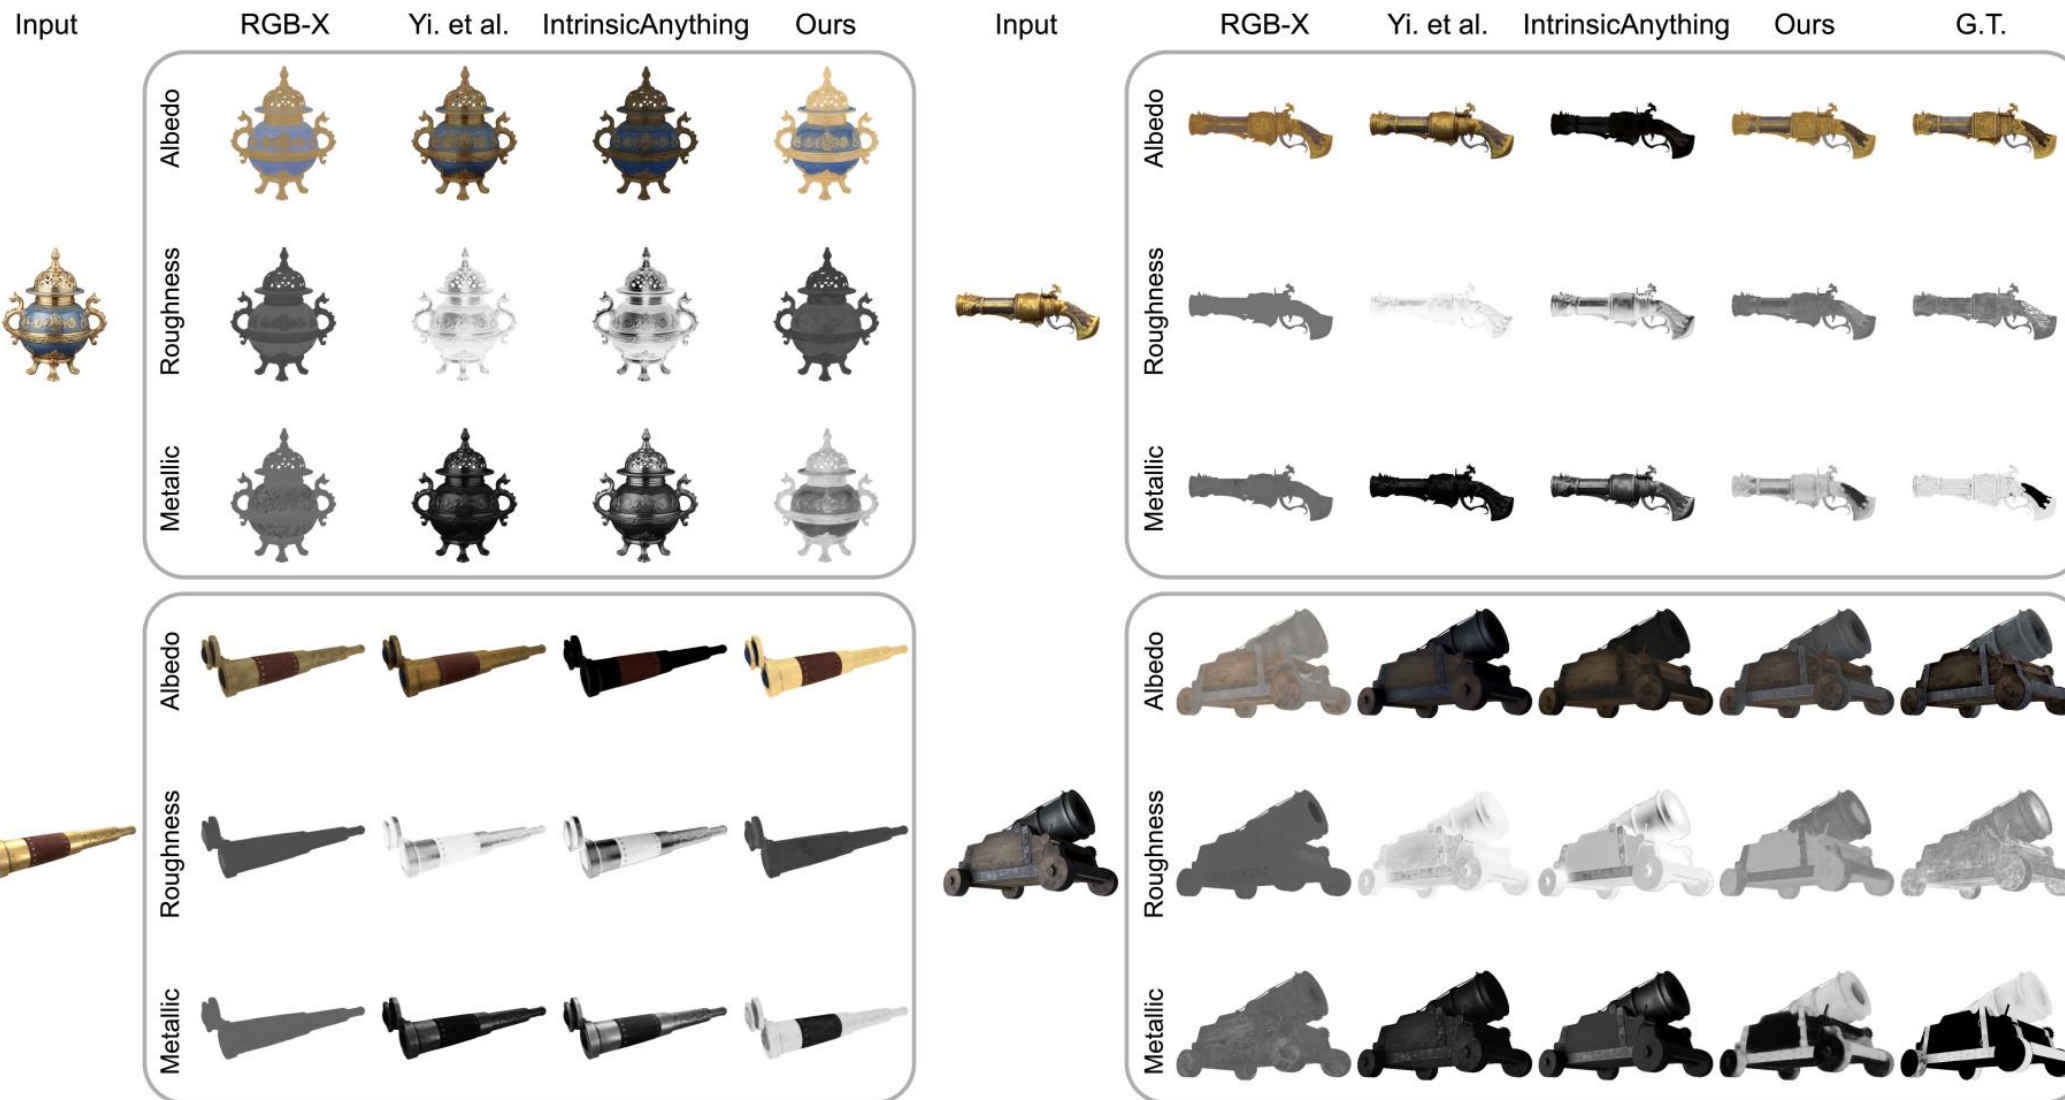 Input RGB-X Yi. et al. IntrinsicAnything Ours Input RGB-X Yi. et al. IntrinsicAnything Ours G.T.
Albedo
Roughness
Metallic
Albedo
Roughness
Metallic
Albedo
Roughness
Metallic
Albedo
Roughness
Metallic